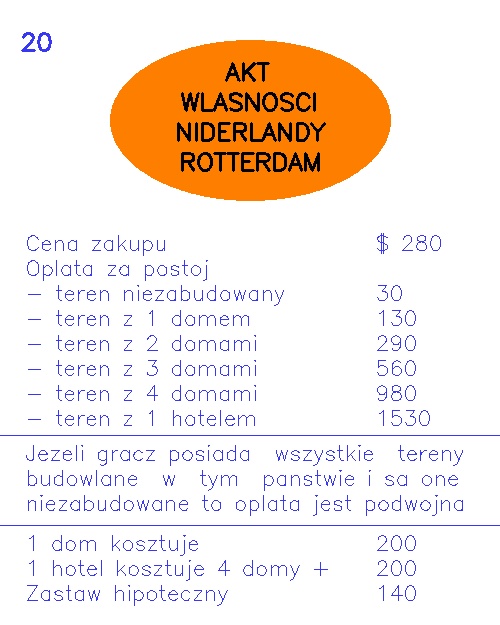 20
AKT
WLASNOSCI
NIDERLANDY
ROTTERDAM
Cena zakupu $ 280
Oplata za postoj
- teren niezabudowany 30
- teren z 1 domem 130
- teren z 2 domami 290
- teren z 3 domami 560
- teren z 4 domami 980
- teren z 1 hotelem 1530
Jezeli gracz posiada wszystkie tereny
budowlane w tym panstwie i sa one
niezabudowane to oplata jest podwojna
1 dom kosztuje 200
1 hotel kosztuje 4 domy + 200
Zastaw hipoteczny 140